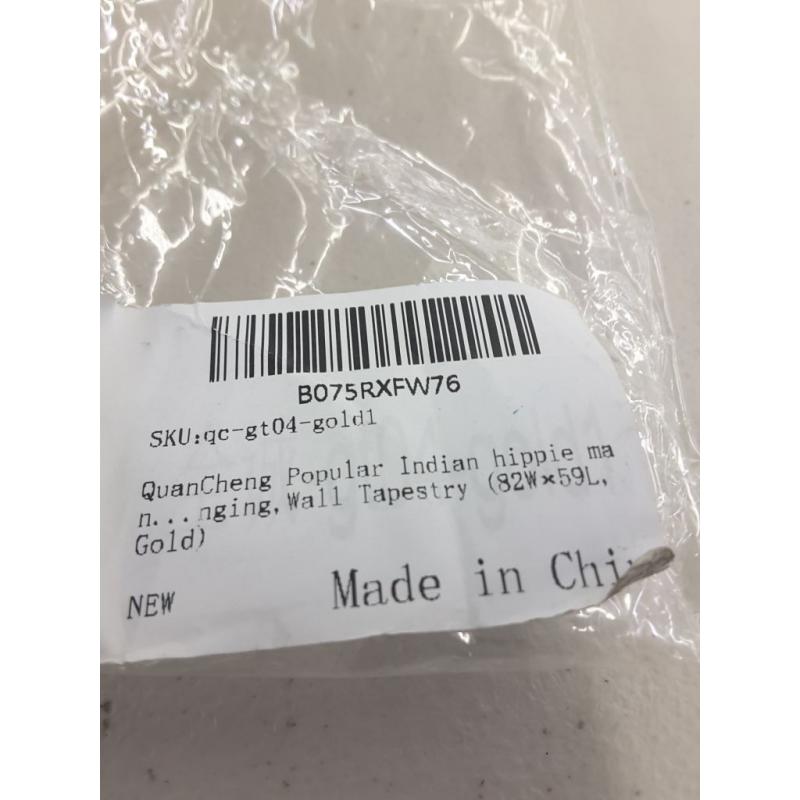 B075RXFW76
SKU:qc-gt04-gold1
QuanCheng Popular Indian hippie ma
n...nging,Wall Tapestry (82W×59L,
Gold)
NEW
Made in Chi